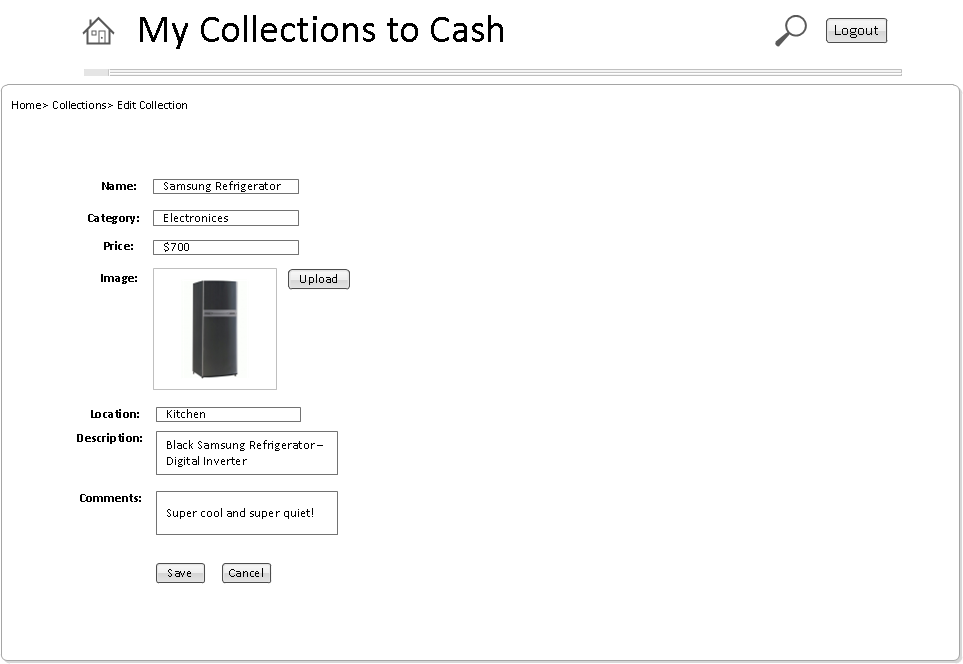 My Collections to Cash
Logout
Home> Collections> Edit Collection
Name: Samsung Refrigerator
Category: Electronices
Price: $700
Image: Upload
Location: Kitchen
Description: Black Samsung Refrigerator–
Digital Inverter
Comments: Super cool and super quiet!
Save Cancel